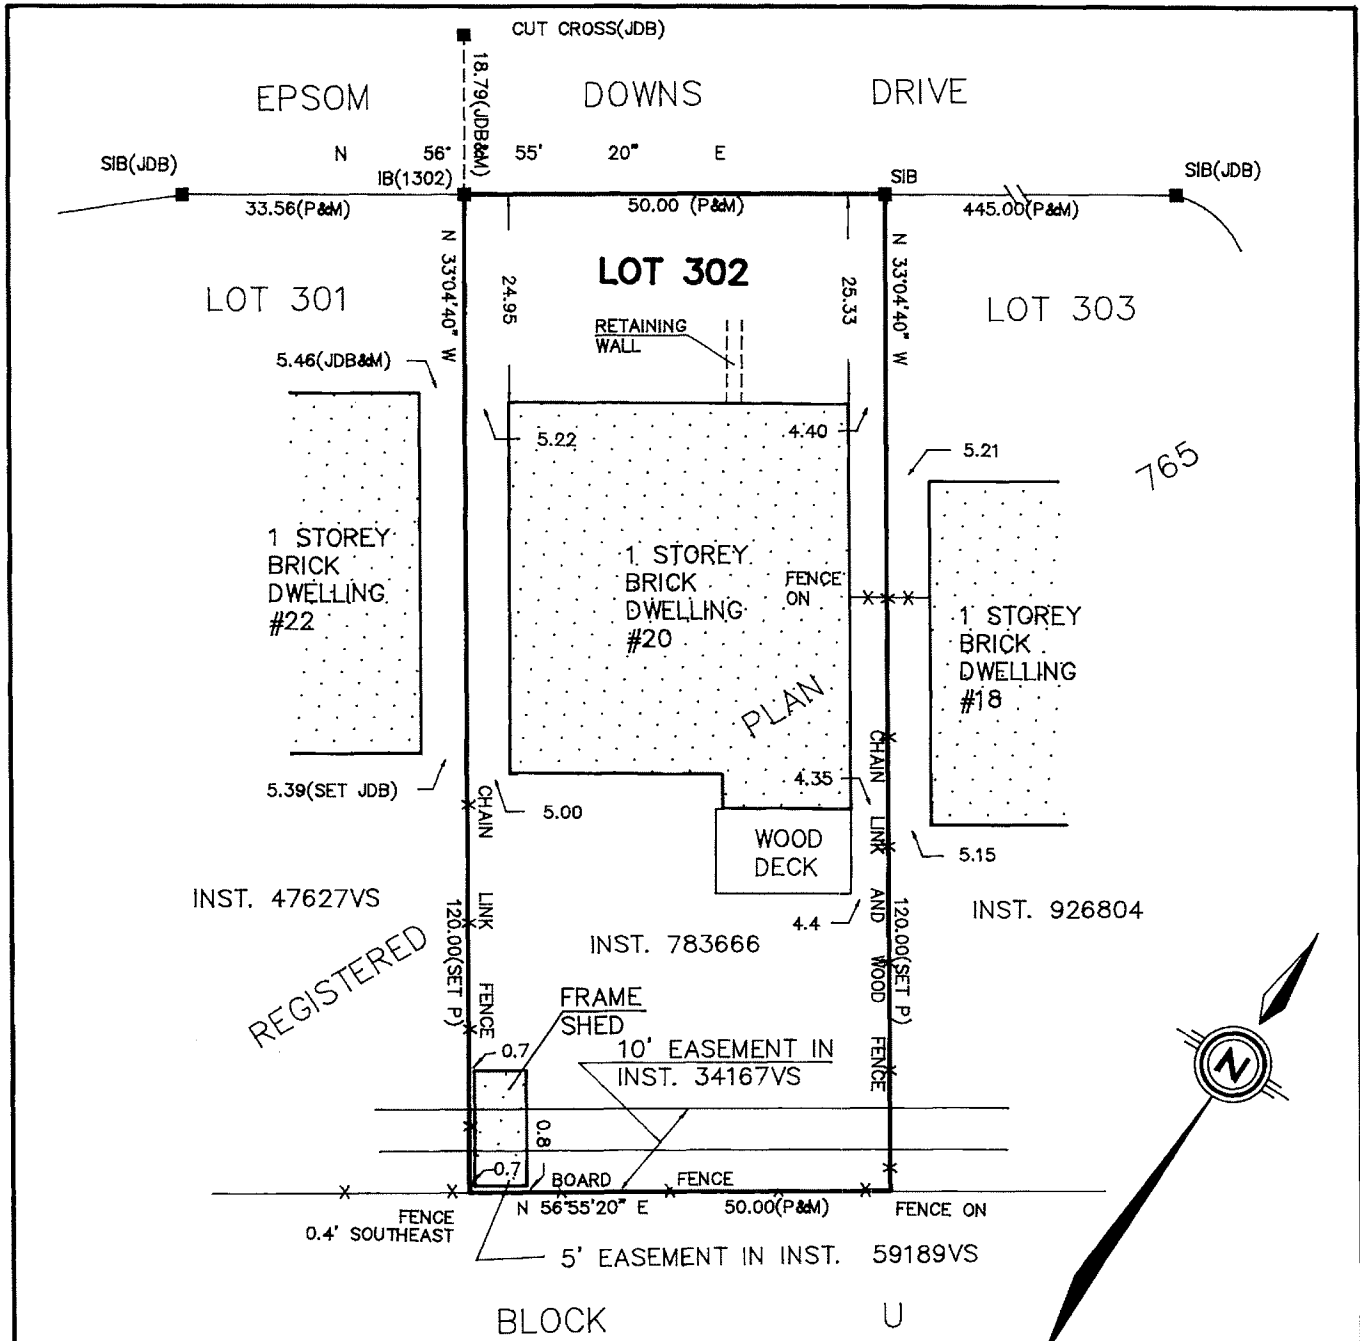 CUT CROSS(JDB)
18.79(JDB&M)
EPSOM DOWNS DRIVE
N 56° 55' 20" E
SIB(JDB)
IB(1302)
SIB
SIB(JDB)
33.56(P&M)
50.00 (P&M)
445.00(P&M)
N 33°04'40" W
N 33°04'40" W
LOT 302
LOT 301
LOT 303
24.95
25.33
RETAINING
WALL
5.46(JDB&M)
5.22
4.40
5.21
765
1 STOREY
BRICK
DWELLING
#22
1 STOREY
BRICK
DWELLING
#20
FENCE
ON
1 STOREY
BRICK
DWELLING
#18
PLAN
5.39(SET JDB)
5.00
4.35
5.15
WOOD
DECK
4.4
CHAIN LINK FENCE
CHAIN LINK AND WOOD FENCE
INST. 47627VS
120.00(SET P)
120.00(SET P)
INST. 926804
INST. 783666
REGISTERED
FRAME
SHED
0.7
10' EASEMENT IN
INST. 34167VS
0.8
0.7
BOARD FENCE
N 56°55'20" E 50.00(P&M)
FENCE
0.4' SOUTHEAST
FENCE ON
5' EASEMENT IN INST. 59189VS
BLOCK U
N